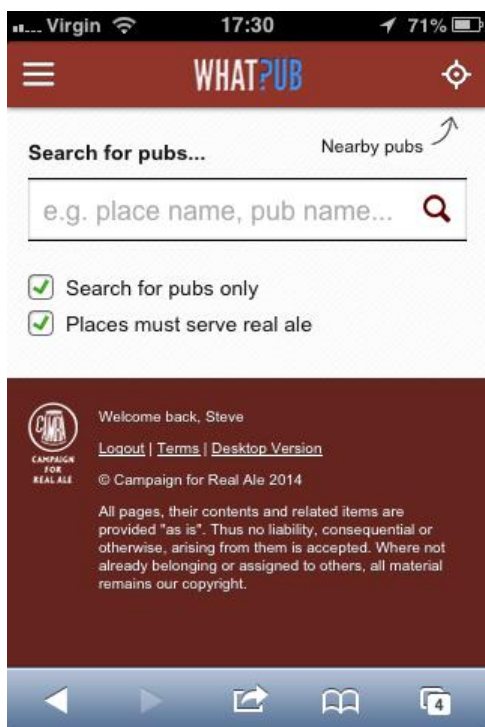 Virgin 17:30 71%
WHAT?UB
Nearby pubs
Search for pubs...
e.g. place name, pub name...
Search for pubs only
Places must serve real ale
CAMRA
CAMPAIGN
FOR
REAL ALE
Welcome back, Steve
Logout | Terms | Desktop Version
© Campaign for Real Ale 2014
All pages, their contents and related items are
provided "as is". Thus no liability, consequential or
otherwise, arising from them is accepted. Where not
already belonging or assigned to others, all material
remains our copyright.
4